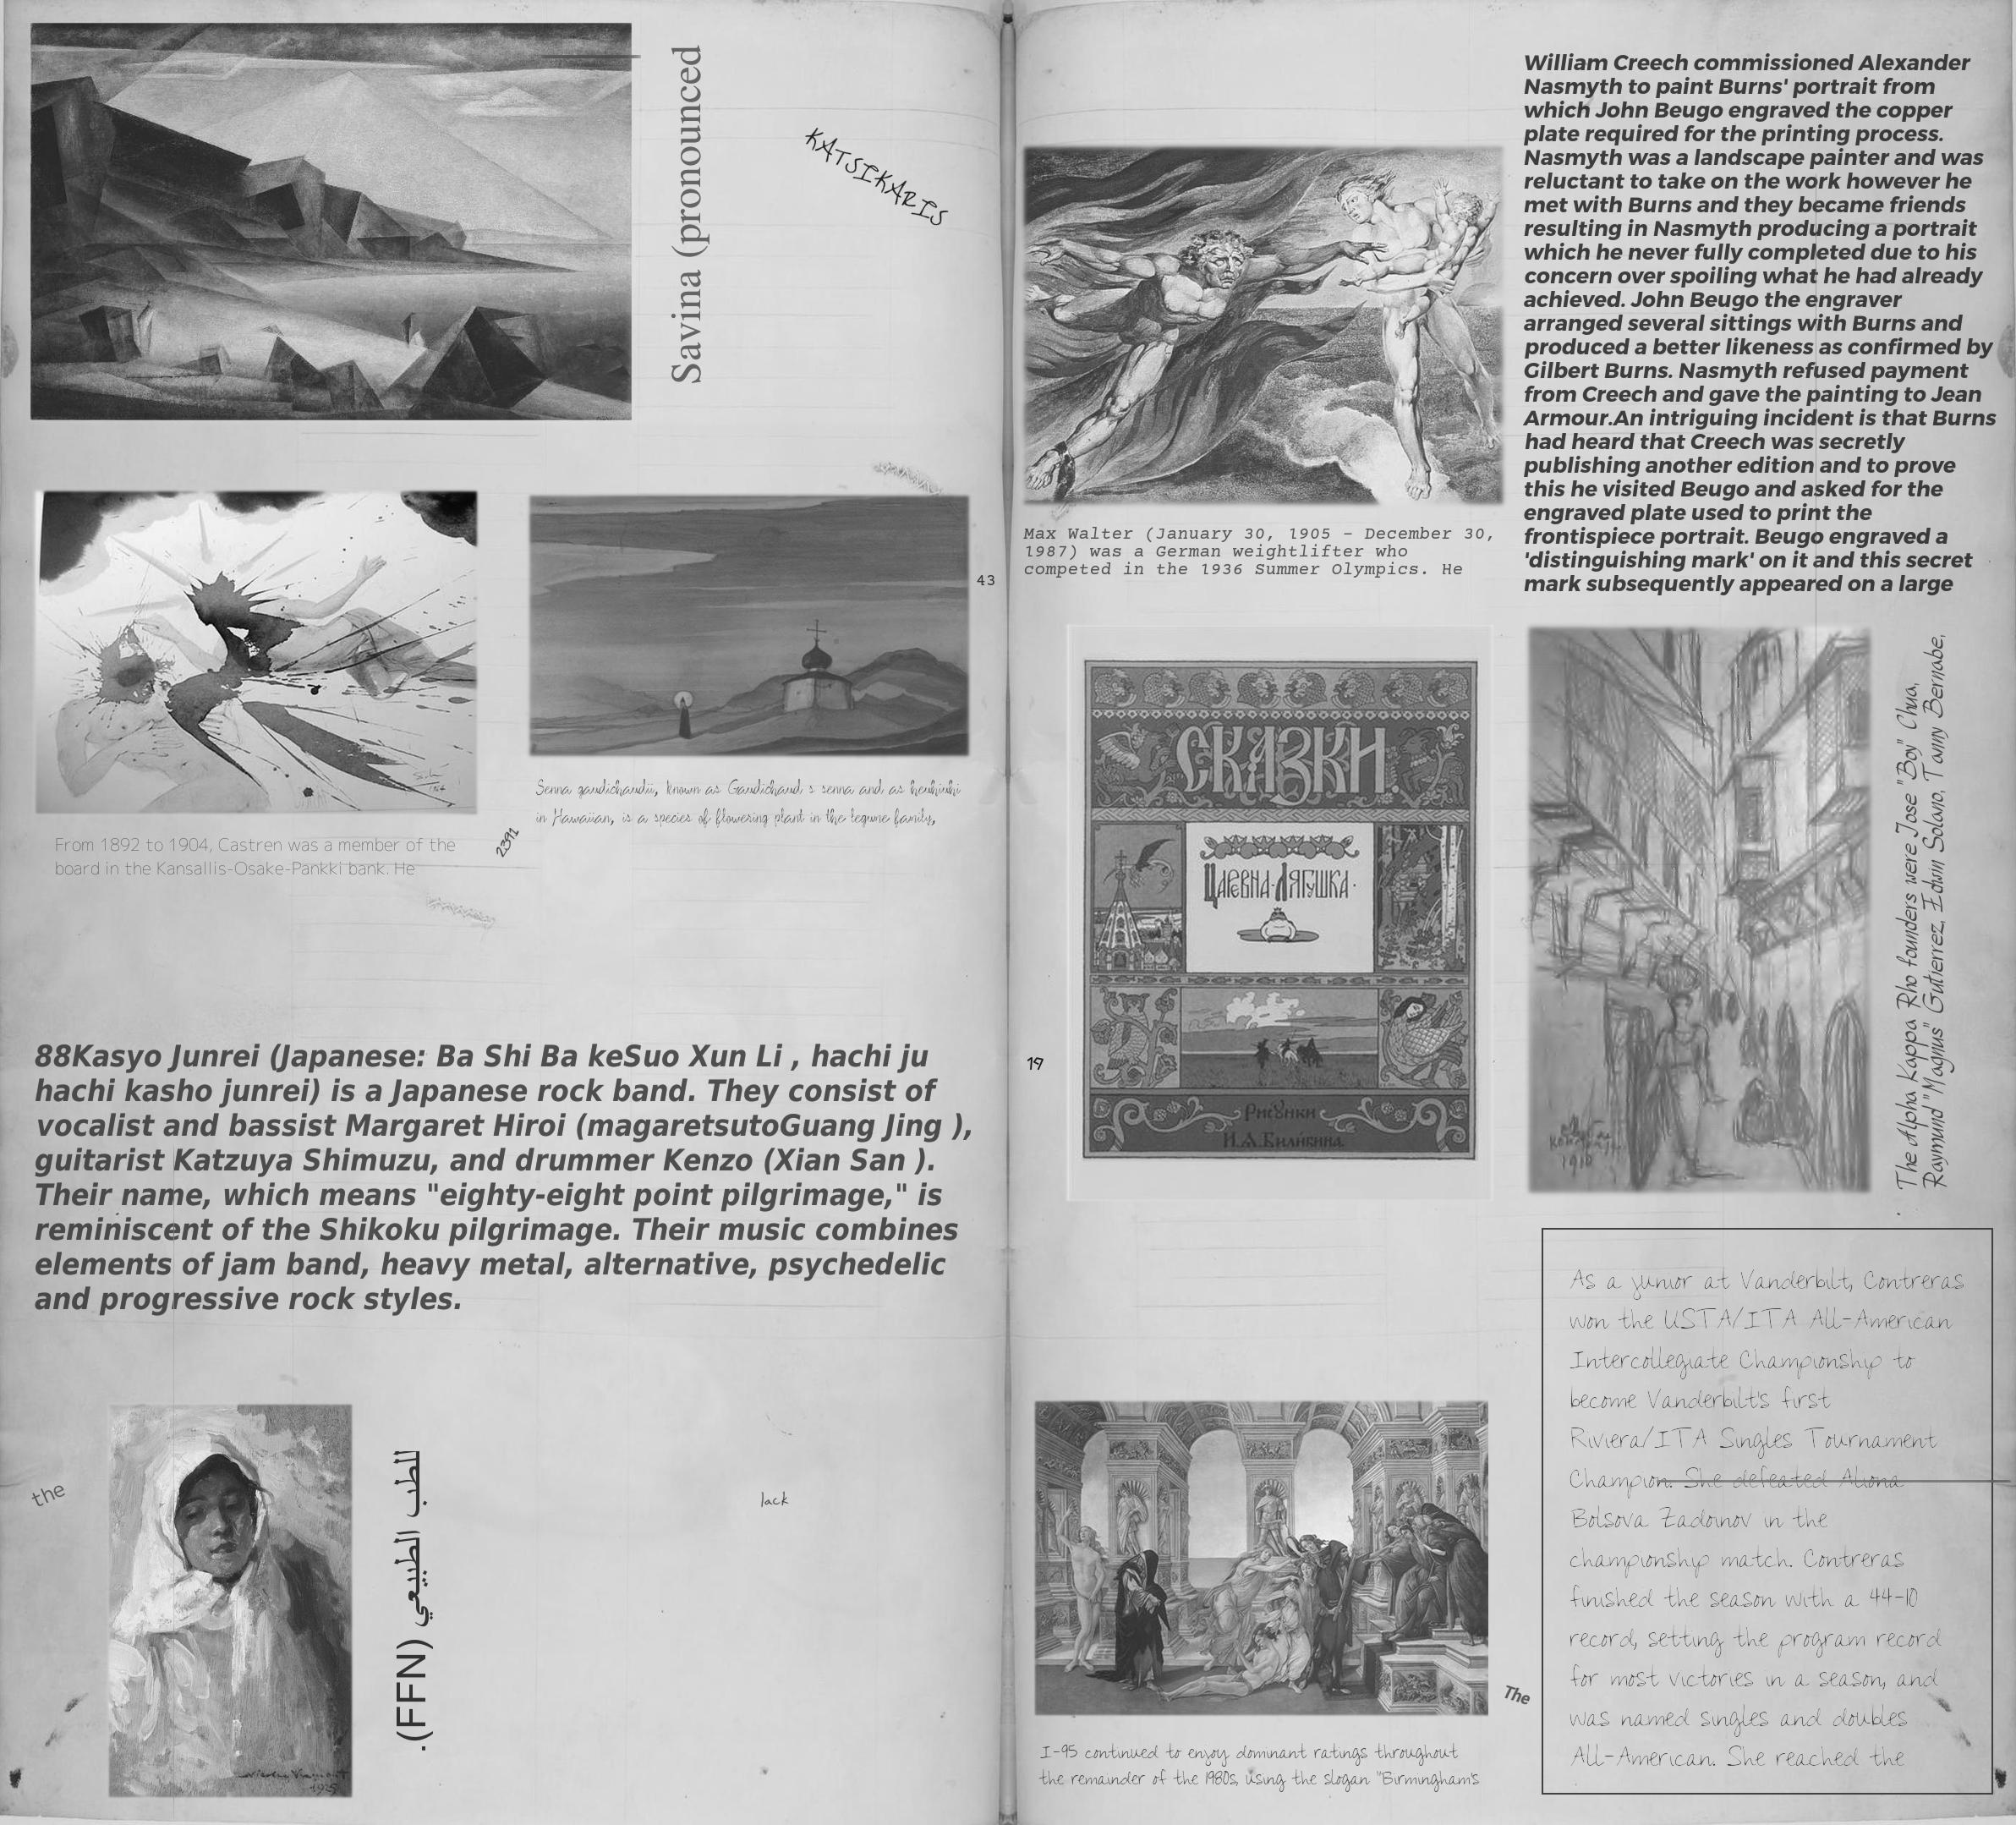 Savina (pronounced
KATSIKARIS
From 1892 to 1904, Castren was a member of the
board in the Kansallis-Osake-Pankki bank. He
2391
Senna gaudichaudii, known as Gaudichaud s senna and as heuhiuhi
in Hawaiian, is a species of flowering plant in the legume family,
43
88Kasyo Junrei (Japanese: Ba Shi Ba keSuo Xun Li , hachi ju
hachi kasho junrei) is a Japanese rock band. They consist of
vocalist and bassist Margaret Hiroi (magaretsutoGuang Jing ),
guitarist Katzuya Shimuzu, and drummer Kenzo (Xian San ).
Their name, which means "eighty-eight point pilgrimage," is
reminiscent of the Shikoku pilgrimage. Their music combines
elements of jam band, heavy metal, alternative, psychedelic
and progressive rock styles.
the
1925
الطب الطبيعي (FFN).
lack
Max Walter (January 30, 1905 – December 30,
1987) was a German weightlifter who
competed in the 1936 Summer Olympics. He
William Creech commissioned Alexander
Nasmyth to paint Burns' portrait from
which John Beugo engraved the copper
plate required for the printing process.
Nasmyth was a landscape painter and was
reluctant to take on the work however he
met with Burns and they became friends
resulting in Nasmyth producing a portrait
which he never fully completed due to his
concern over spoiling what he had already
achieved. John Beugo the engraver
arranged several sittings with Burns and
produced a better likeness as confirmed by
Gilbert Burns. Nasmyth refused payment
from Creech and gave the painting to Jean
Armour.An intriguing incident is that Burns
had heard that Creech was secretly
publishing another edition and to prove
this he visited Beugo and asked for the
engraved plate used to print the
frontispiece portrait. Beugo engraved a
'distinguishing mark' on it and this secret
mark subsequently appeared on a large
19
СКАЗКИ.
ЦАРЕВНА·ЛЯГУШКА·
Рисунки
И.Я.Билибина
1910
The Alpha Kappa Rho founders were Jose "Boy" Chua,
Raymund "Magnus" Gutierrez, Edwin Solano, Tanny Bernabe,
I-95 continued to enjoy dominant ratings throughout
the remainder of the 1980s, using the slogan "Birmingham's
The
As a junior at Vanderbilt, Contreras
won the USTA/ITA All-American
Intercollegiate Championship to
become Vanderbilt's first
Riviera/ITA Singles Tournament
Champion. She defeated Aliona
Bolsova Zadoinov in the
championship match. Contreras
finished the season with a 44-10
record, setting the program record
for most victories in a season, and
was named singles and doubles
All-American. She reached the